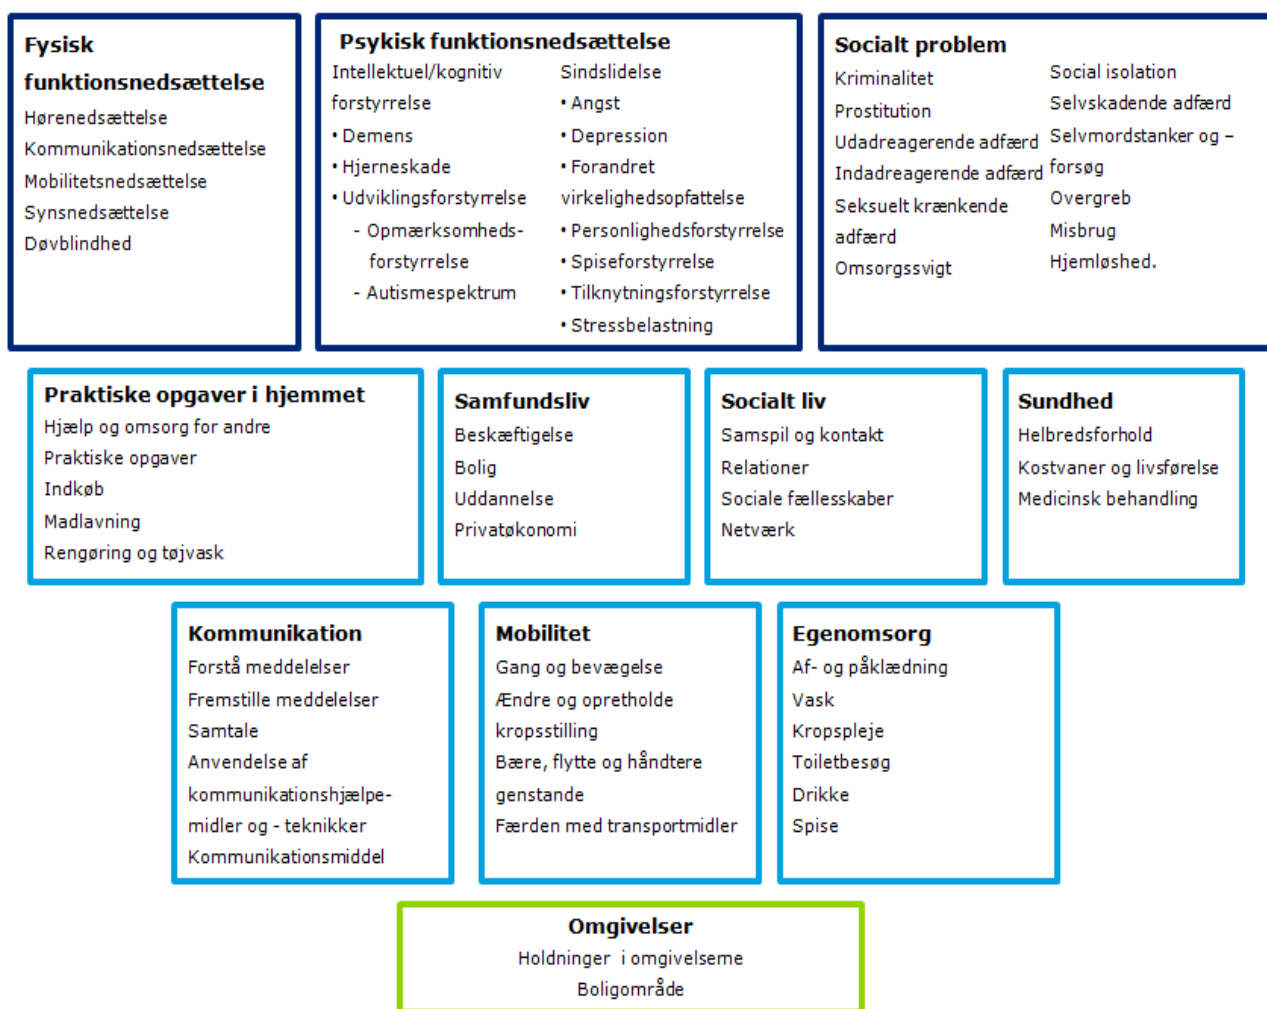 Fysisk
funktionsnedsættelse
Hørenedsættelse
Kommunikationsnedsættelse
Mobilitetsnedsættelse
Synsnedsættelse
Døvblindhed
Psykisk funktionsnedsættelse
Intellektuel/kognitiv
forstyrrelse
• Demens
• Hjerneskade
• Udviklingsforstyrrelse
- Opmærksomheds-
forstyrrelse
- Autismespektrum
Sindslidelse
• Angst
• Depression
• Forandret
virkelighedsopfattelse
• Personlighedsforstyrrelse
• Spiseforstyrrelse
• Tilknytningsforstyrrelse
• Stressbelastning
Socialt problem
Kriminalitet
Prostitution
Udadreagerende adfærd
Indadreagerende adfærd
Seksuelt krænkende
adfærd
Omsorgssvigt
Social isolation
Selvskadende adfærd
Selvmordstanker og –
forsøg
Overgreb
Misbrug
Hjemløshed.
Praktiske opgaver i hjemmet
Hjælp og omsorg for andre
Praktiske opgaver
Indkøb
Madlavning
Rengøring og tøjvask
Samfundsliv
Beskæftigelse
Bolig
Uddannelse
Privatøkonomi
Socialt liv
Samspil og kontakt
Relationer
Sociale fællesskaber
Netværk
Sundhed
Helbredsforhold
Kostvaner og livsførelse
Medicinsk behandling
Kommunikation
Forstå meddelelser
Fremstille meddelelser
Samtale
Anvendelse af
kommunikationshjælpe-
midler og - teknikker
Kommunikationsmiddel
Mobilitet
Gang og bevægelse
Ændre og opretholde
kropsstilling
Bære, flytte og håndtere
genstande
Færden med transportmidler
Egenomsorg
Af- og påklædning
Vask
Kropspleje
Toiletbesøg
Drikke
Spise
Omgivelser
Holdninger i omgivelserne
Boligområde